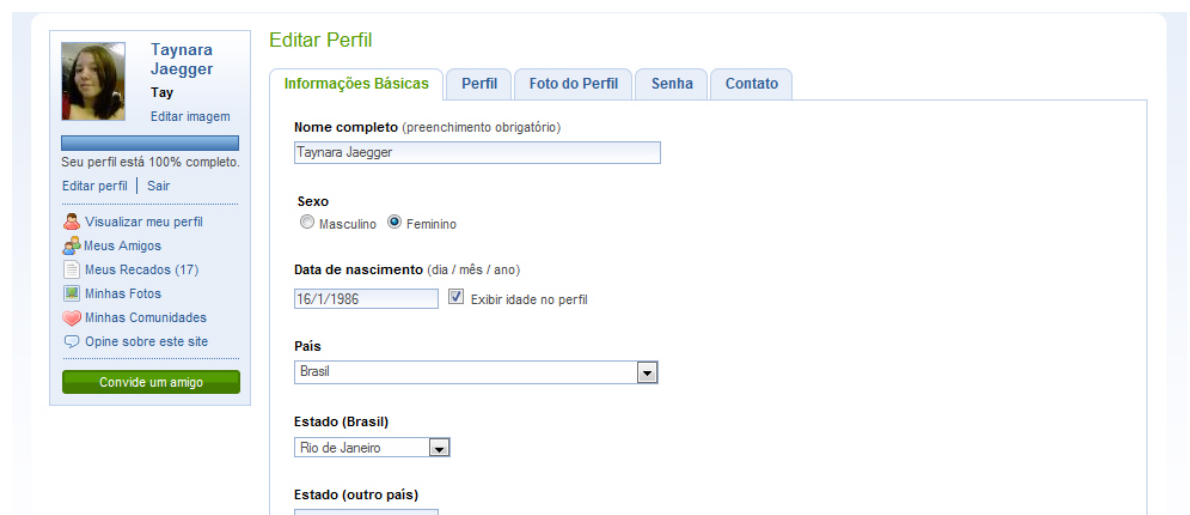 Taynara
Jaegger
Tay
Editar imagem
Seu perfil está 100% completo.
Editar perfil | Sair
Visualizar meu perfil
Meus Amigos
Meus Recados (17)
Minhas Fotos
Minhas Comunidades
Opine sobre este site
Convide um amigo
Editar Perfil
Informações Básicas Perfil Foto do Perfil Senha Contato
Nome completo (preenchimento obrigatório)
Taynara Jaegger
Sexo
Masculino Feminino
Data de nascimento (dia / mês / ano)
16/1/1986 Exibir idade no perfil
País
Brasil
Estado (Brasil)
Rio de Janeiro
Estado (outro país)